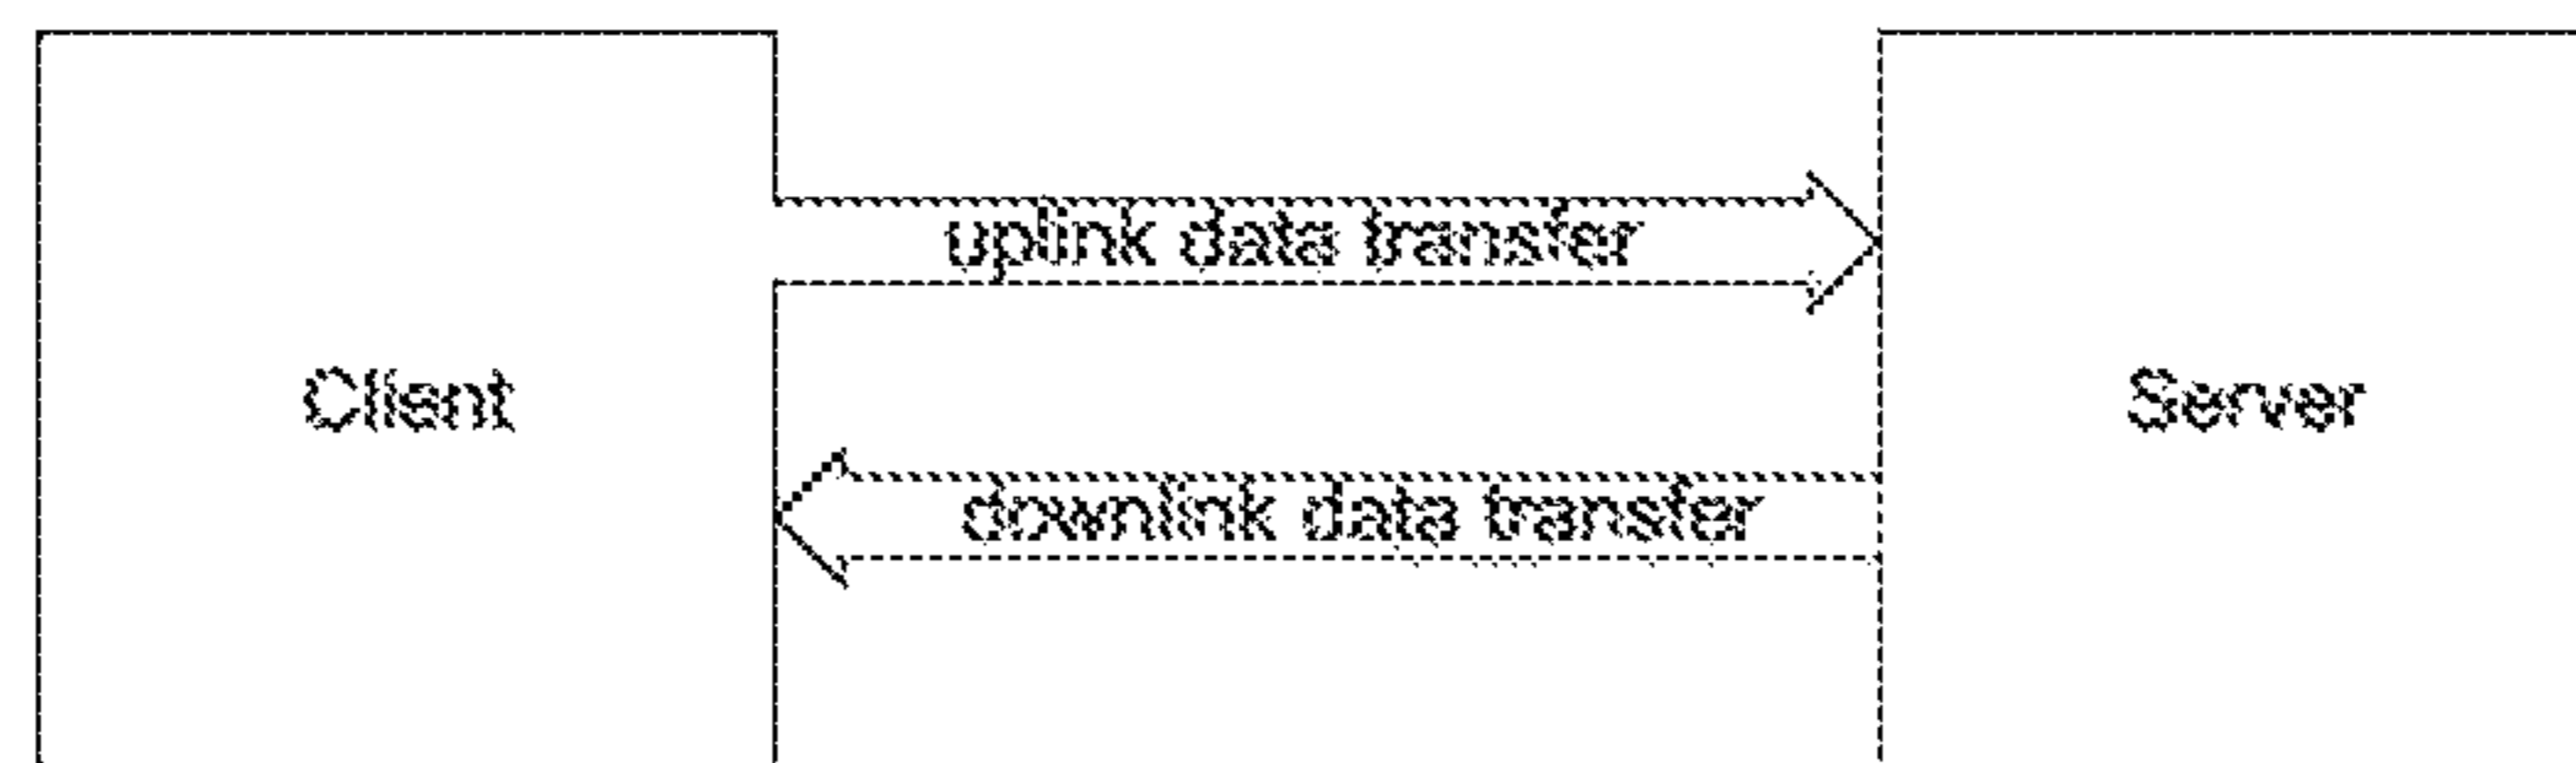 uplink data transfer
Client
Server
downlink data transfer